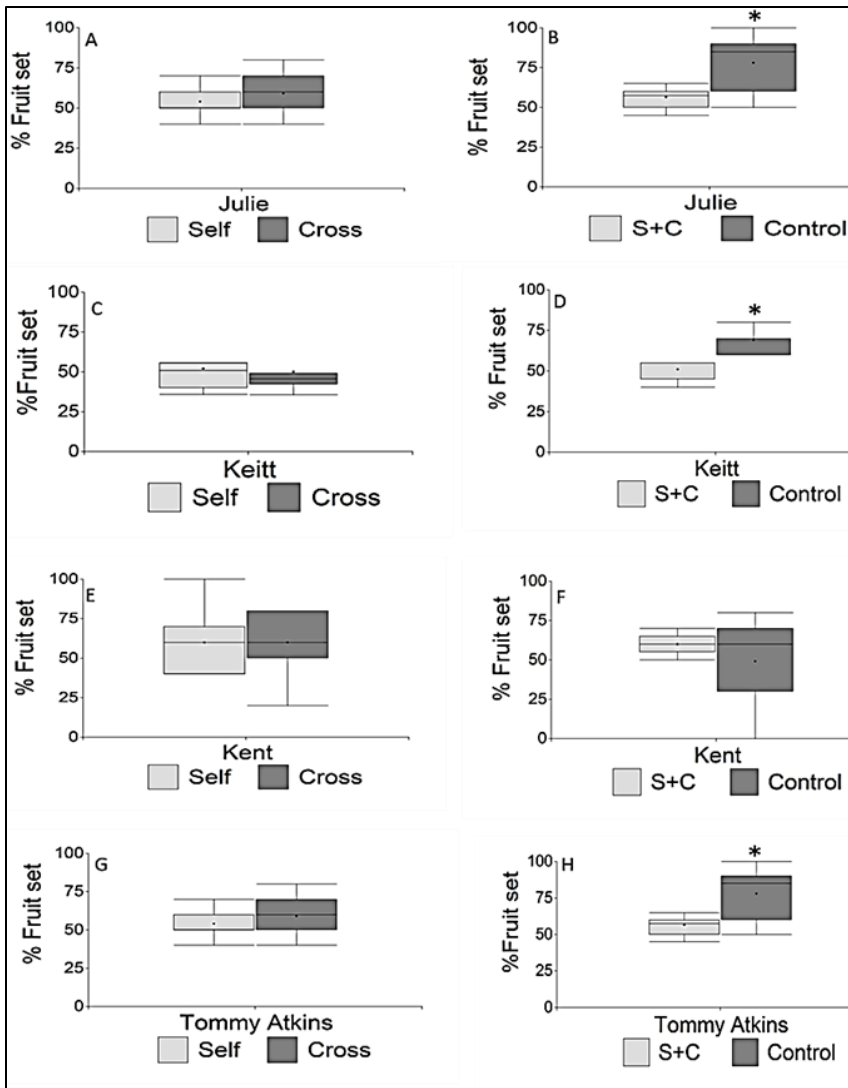 A
% Fruit set
100
75
50
25
0
Julie
Self Cross
B
*
% Fruit set
100
75
50
25
0
Julie
S+C Control
C
%Fruit set
100
75
50
25
0
Keitt
Self Cross
D
*
% Fruit set
100
75
50
25
0
Keitt
S+C Control
E
% Fruit set
100
75
50
25
0
Kent
Self Cross
F
% Fruit set
100
75
50
25
0
Kent
S+C Control
G
% Fruit set
100
75
50
25
0
Tommy Atkins
Self Cross
H
*
%Fruit set
100
75
50
25
0
Tommy Atkins
S+C Control